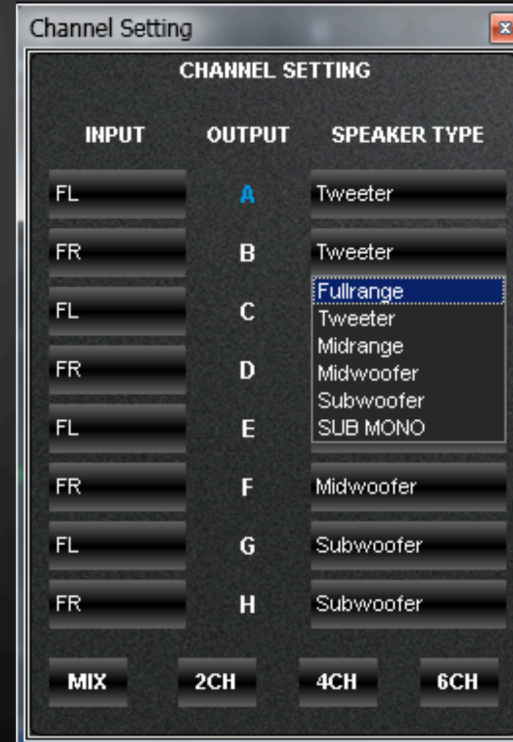 Channel Setting
CHANNEL SETTING
INPUT OUTPUT SPEAKER TYPE
FL A Tweeter
FR B Tweeter
Fullrange
FL C Tweeter
Midrange
FR D Midwoofer
Subwoofer
FL E SUB MONO
FR F Midwoofer
FL G Subwoofer
FR H Subwoofer
MIX 2CH 4CH 6CH